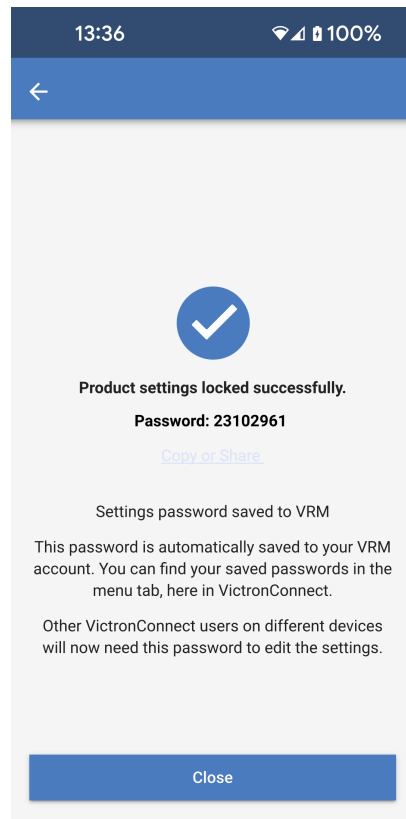 13:36 100%
Product settings locked successfully.
Password: 23102961
Copy or Share
Settings password saved to VRM
This password is automatically saved to your VRM
account. You can find your saved passwords in the
menu tab, here in VictronConnect.
Other VictronConnect users on different devices
will now need this password to edit the settings.
Close